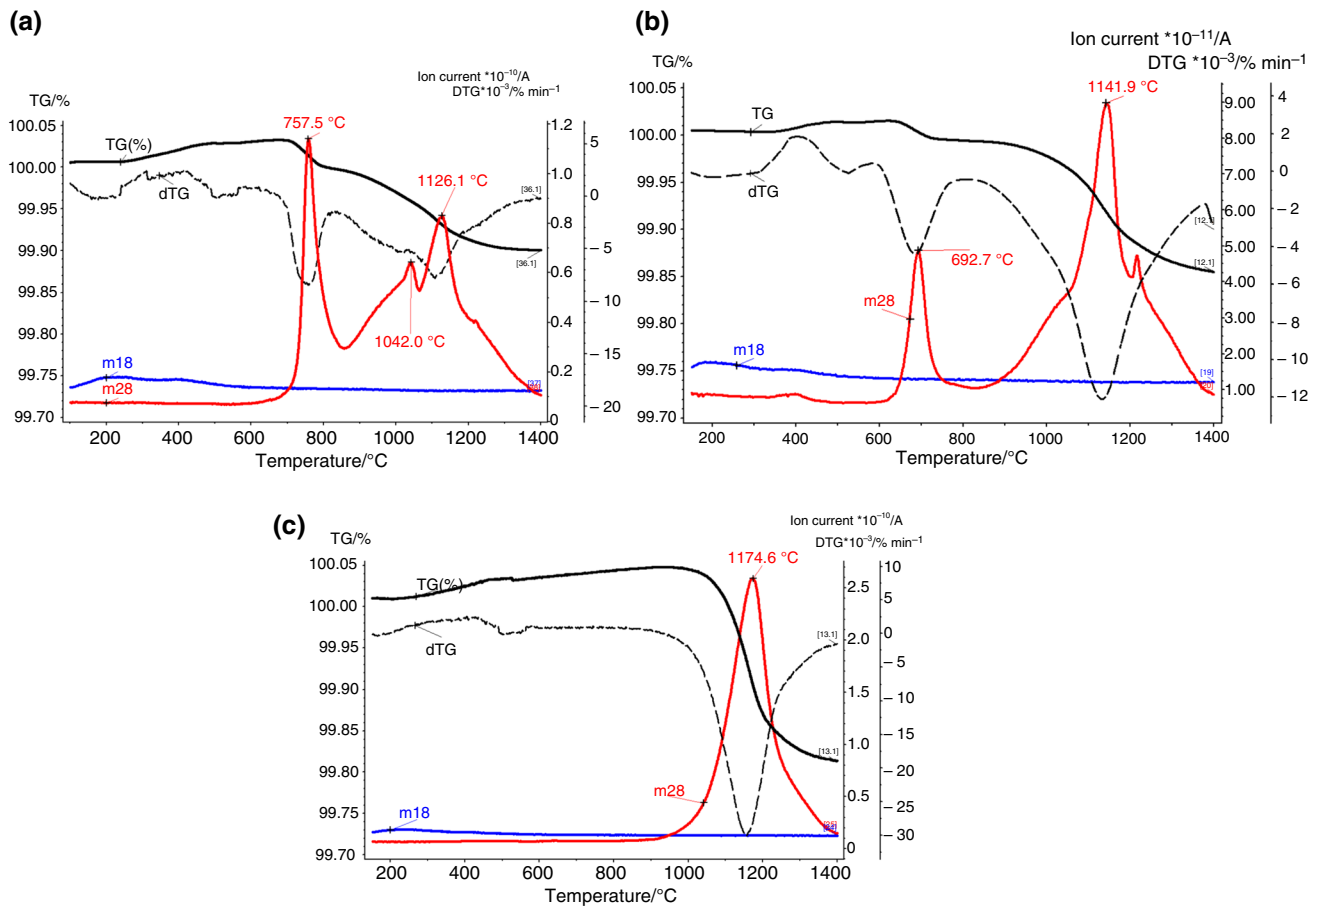 (a)
Ion current *10⁻¹⁰/A
DTG*10⁻³/% min⁻¹
TG/%
100.05
100.00
99.95
99.90
99.85
99.80
99.75
99.70
TG(%)
dTG
757.5 °C
1126.1 °C
1042.0 °C
m18
m28
[36.1]
[36.1]
[37]
1.2
1.0
0.8
0.6
0.4
0.2
0
5
0
– 5
– 10
– 15
– 20
200 400 600 800 1000 1200 1400
Temperature/°C
(b)
Ion current *10⁻¹¹/A
DTG *10⁻³/% min⁻¹
TG/%
100.05
100.00
99.95
99.90
99.85
99.80
99.75
99.70
TG
dTG
1141.9 °C
692.7 °C
m28
m18
[12.1]
[12.1]
[19]
[20]
9.00
8.00
7.00
6.00
5.00
4.00
3.00
2.00
1.00
4
2
0
– 2
– 4
– 6
– 8
– 10
– 12
200 400 600 800 1000 1200 1400
Temperature/°C
(c)
Ion current *10⁻¹⁰/A
DTG*10⁻³/% min⁻¹
TG/%
100.05
100.00
99.95
99.90
99.85
99.80
99.75
99.70
TG(%)
dTG
1174.6 °C
m28
m18
[13.1]
[13.1]
[25]
2.5
2.0
1.5
1.0
0.5
0
10
5
0
– 5
– 10
– 15
– 20
– 25
– 30
200 400 600 800 1000 1200 1400
Temperature/°C